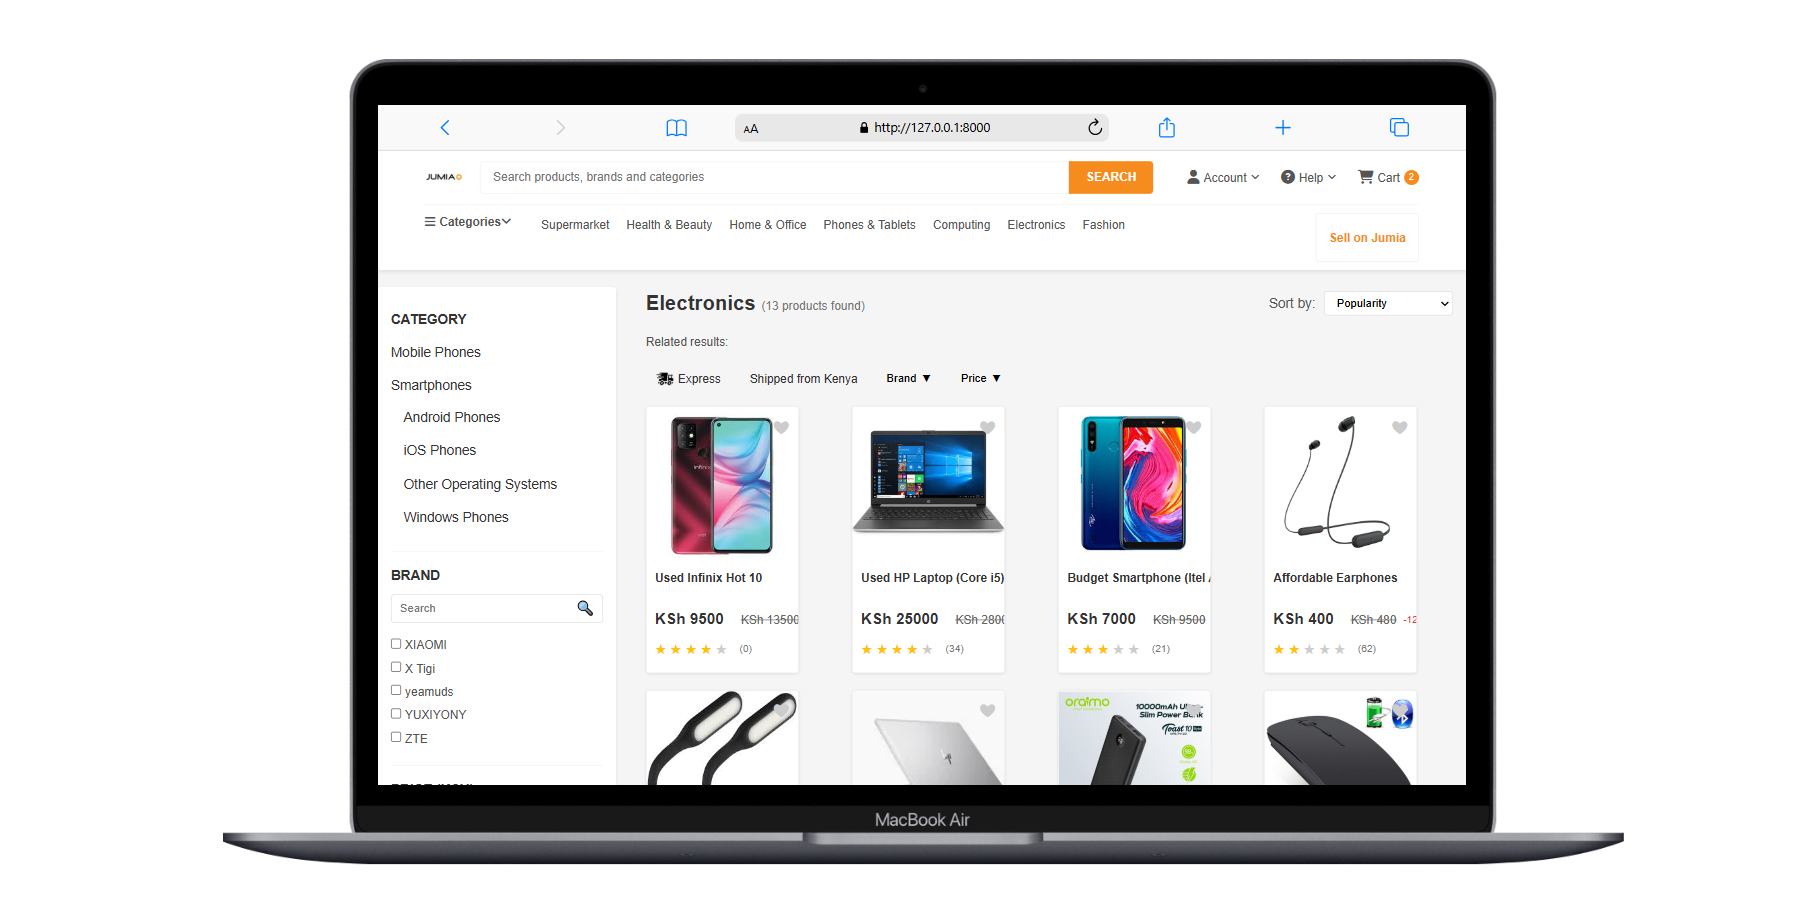 AA http://127.0.0.1:8000
JUMIA Search products, brands and categories SEARCH Account Help Cart 2
Categories Supermarket Health & Beauty Home & Office Phones & Tablets Computing Electronics Fashion Sell on Jumia
CATEGORY
Mobile Phones
Smartphones
Android Phones
iOS Phones
Other Operating Systems
Windows Phones
BRAND
Search
XIAOMI
X Tigi
yeamuds
YUXIYONY
ZTE
Electronics (13 products found) Sort by: Popularity
Related results:
Express Shipped from Kenya Brand ▼ Price ▼
Infinix
Used Infinix Hot 10
KSh 9500 KSh 13500
(0)
Used HP Laptop (Core i5)
KSh 25000 KSh 2800
(34)
itel
Budget Smartphone (Itel
KSh 7000 KSh 9500
(21)
Affordable Earphones
KSh 400 KSh 480 -12
(62)
oraimo
10000mAh
Slim Power Bank
Toast 10
MacBook Air